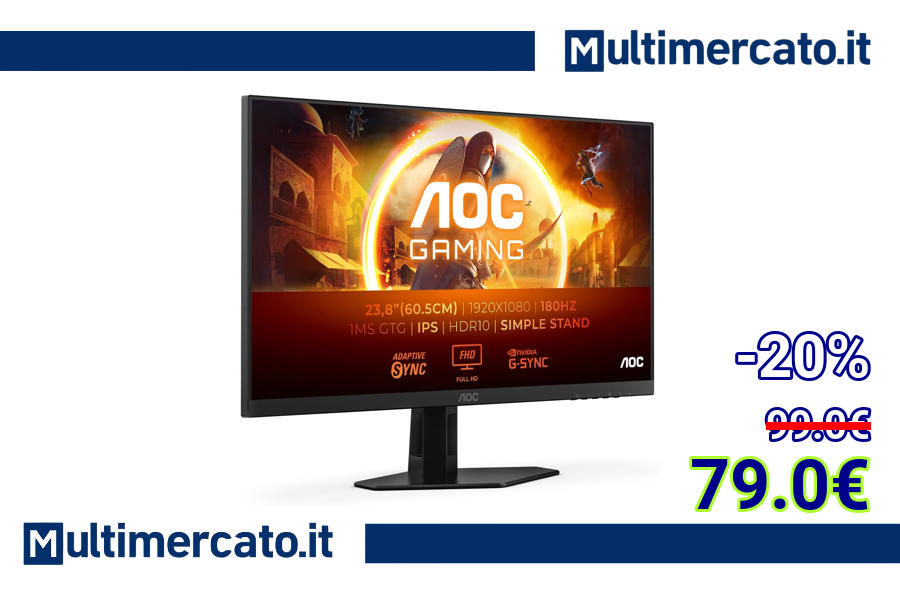 Multimercato.it
AOC
GAMING
23,8"(60.5CM) | 1920X1080 | 180HZ
1MS GTG | IPS | HDR10 | SIMPLE STAND
ADAPTIVE
SYNC
FHD
FULL HD
NVIDIA
G-SYNC
AOC
AOC
-20%
99.0€
79.0€
Multimercato.it